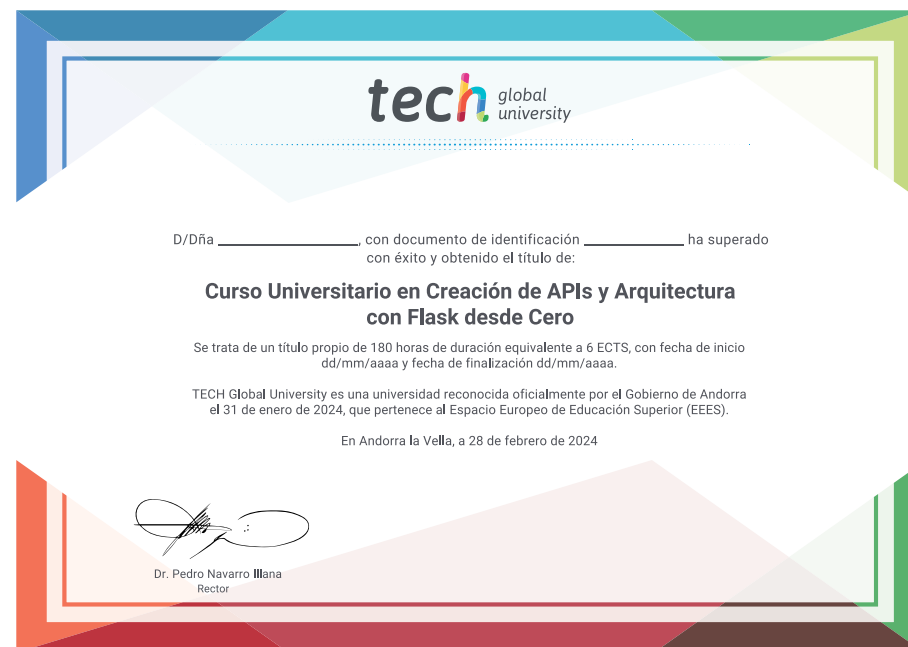 tech global university
D/Dña ____________________, con documento de identificación ______________ ha superado
con éxito y obtenido el título de:
Curso Universitario en Creación de APIs y Arquitectura
con Flask desde Cero
Se trata de un título propio de 180 horas de duración equivalente a 6 ECTS, con fecha de inicio
dd/mm/aaaa y fecha de finalización dd/mm/aaaa.
TECH Global University es una universidad reconocida oficialmente por el Gobierno de Andorra
el 31 de enero de 2024, que pertenece al Espacio Europeo de Educación Superior (EEES).
En Andorra la Vella, a 28 de febrero de 2024
Dr. Pedro Navarro Illana
Rector